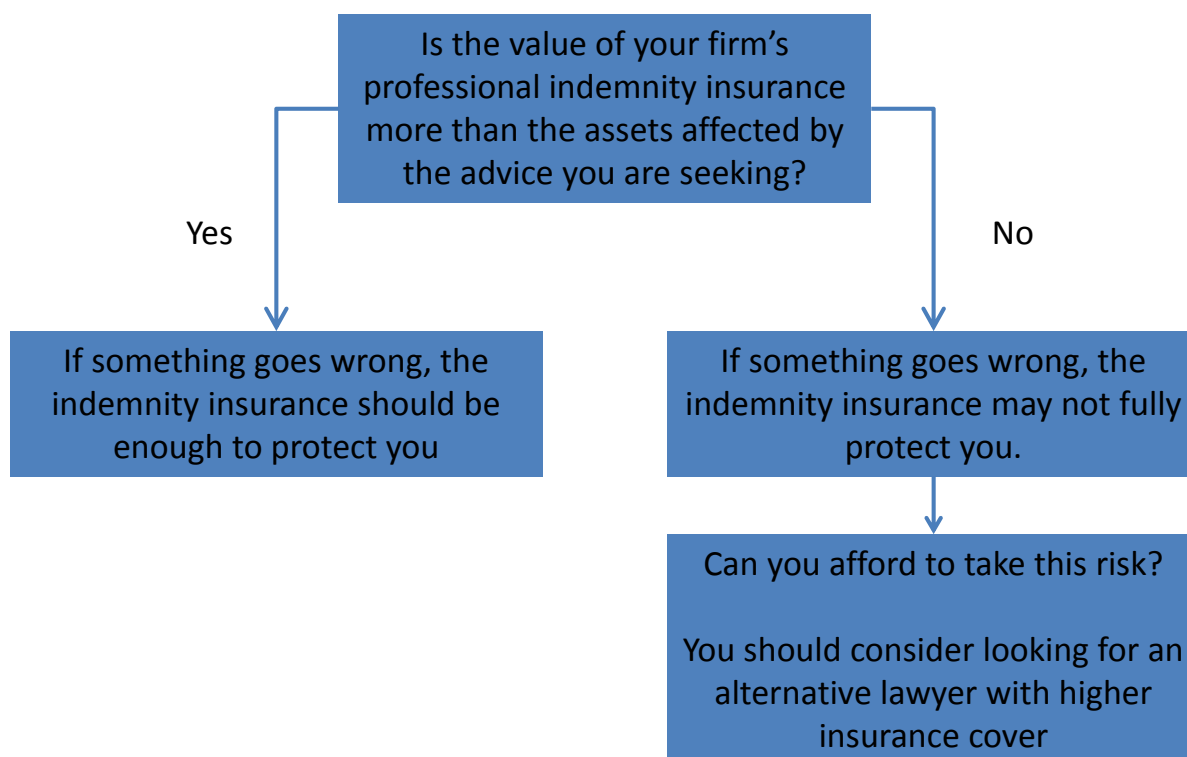 Is the value of your firm’s
professional indemnity insurance
more than the assets affected by
the advice you are seeking?
Yes
No
If something goes wrong, the
indemnity insurance should be
enough to protect you
If something goes wrong, the
indemnity insurance may not fully
protect you.
Can you afford to take this risk?
You should consider looking for an
alternative lawyer with higher
insurance cover